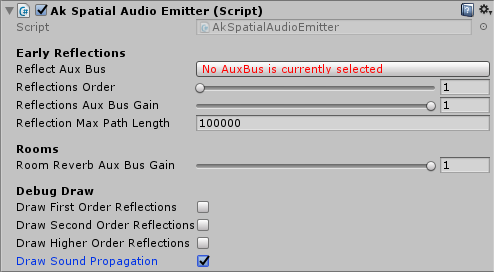 Ak Spatial Audio Emitter (Script)
Script AkSpatialAudioEmitter
Early Reflections
Reflect Aux Bus No AuxBus is currently selected
Reflections Order 1
Reflections Aux Bus Gain 1
Reflection Max Path Length 100000
Rooms
Room Reverb Aux Bus Gain 1
Debug Draw
Draw First Order Reflections
Draw Second Order Reflections
Draw Higher Order Reflections
Draw Sound Propagation